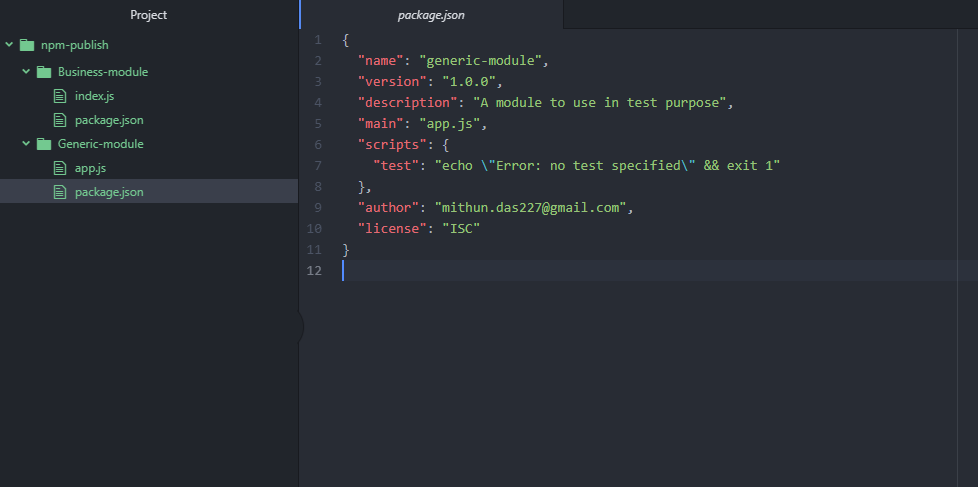 Project
npm-publish
Business-module
index.js
package.json
Generic-module
app.js
package.json
package.json
1 {
2   "name": "generic-module",
3   "version": "1.0.0",
4   "description": "A module to use in test purpose",
5   "main": "app.js",
6   "scripts": {
7     "test": "echo \"Error: no test specified\" && exit 1"
8   },
9   "author": "mithun.das227@gmail.com",
10   "license": "ISC"
11 }
12